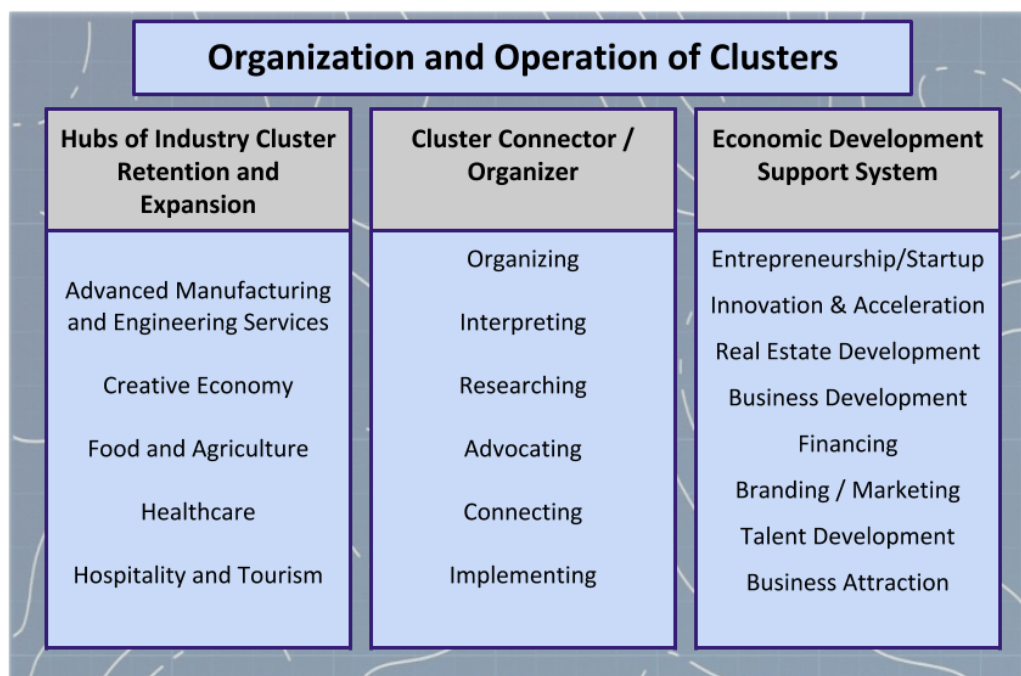 Organization and Operation of Clusters
Hubs of Industry Cluster
Retention and
Expansion
Advanced Manufacturing
and Engineering Services
Creative Economy
Food and Agriculture
Healthcare
Hospitality and Tourism
Cluster Connector /
Organizer
Organizing
Interpreting
Researching
Advocating
Connecting
Implementing
Economic Development
Support System
Entrepreneurship/Startup
Innovation & Acceleration
Real Estate Development
Business Development
Financing
Branding / Marketing
Talent Development
Business Attraction